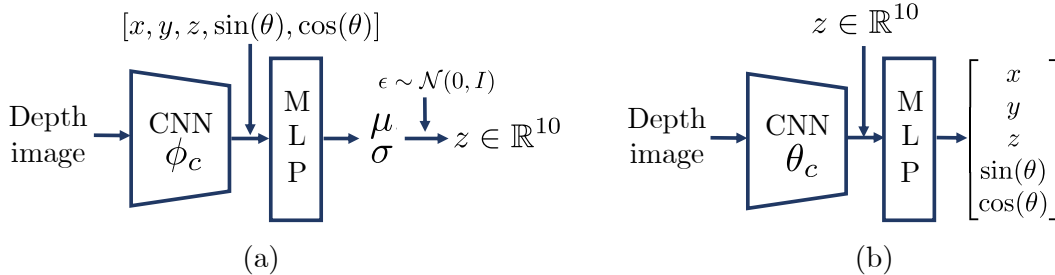 [x, y, z, sin(θ), cos(θ)]
Depth
image
CNN
ϕ_c
M
L
P
ϵ ∼ 𝒩(0, I)
μ
σ
z ∈ ℝ^10
(a)
z ∈ ℝ^10
Depth
image
CNN
θ_c
M
L
P
x
y
z
sin(θ)
cos(θ)
(b)